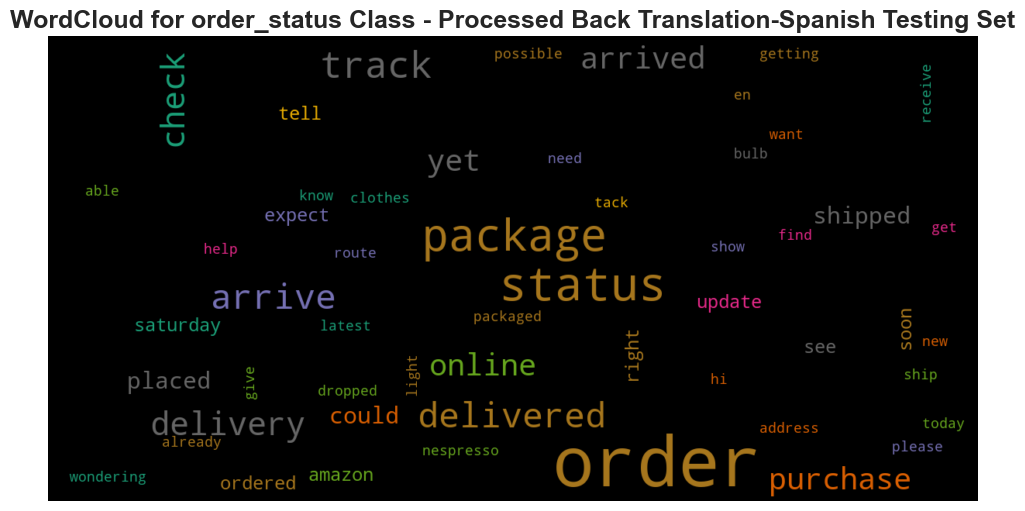 WordCloud for order_status Class - Processed Back Translation-Spanish Testing Set
check
track
possible
arrived
getting
receive
tell
en
want
yet
need
bulb
able
know
clothes
tack
expect
shipped
get
help
route
package
show
find
status
arrive
update
saturday
latest
packaged
soon
new
right
see
online
placed
give
dropped
light
hi
ship
delivery
could
delivered
address
today
already
nespresso
order
please
wondering
ordered
amazon
purchase